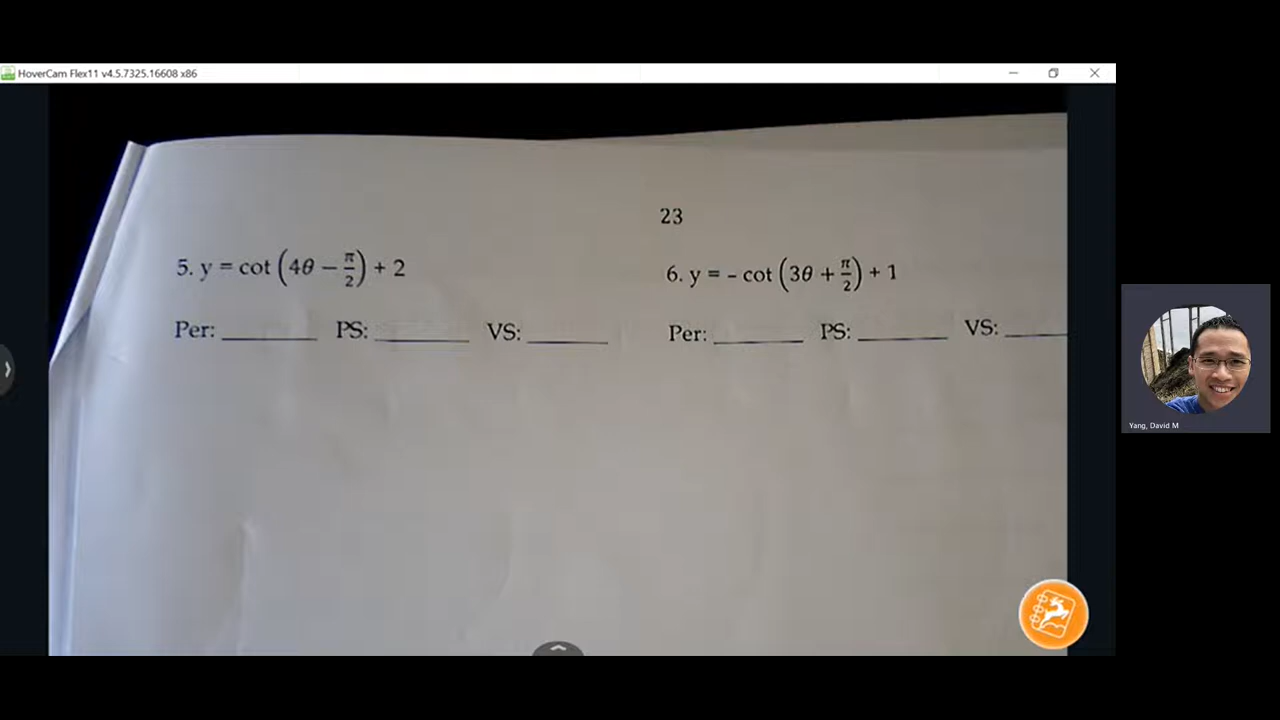 HoverCam Flex11 v4.5.7325.16608 x86
23
5. y = cot (4θ − π/2) + 2
6. y = - cot (3θ + π/2) + 1
Per: ________ PS: ________ VS: ________
Per: ________ PS: ________ VS: ________
Yang, David M